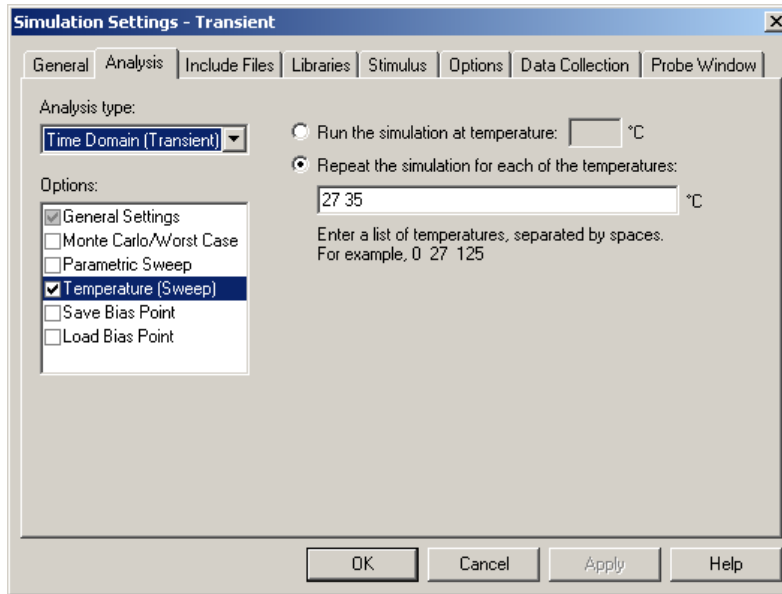 Simulation Settings - Transient
General Analysis Include Files Libraries Stimulus Options Data Collection Probe Window
Analysis type:
Time Domain (Transient)
Options:
General Settings
Monte Carlo/Worst Case
Parametric Sweep
Temperature (Sweep)
Save Bias Point
Load Bias Point
Run the simulation at temperature: °C
Repeat the simulation for each of the temperatures:
27 35 °C
Enter a list of temperatures, separated by spaces.
For example, 0 27 125
OK Cancel Apply Help